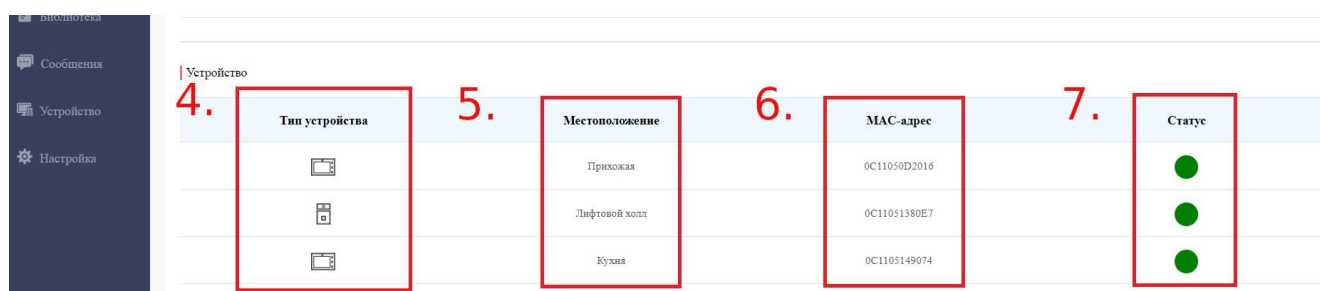 Библиотека
Сообщения
Устройство
Настройка
Устройство
4. Тип устройства 5. Местоположение 6. МАС-адрес 7. Статус
Прихожая 0C11050D2016
Лифтовой холл 0C11051380E7
Кухня 0C1105149074